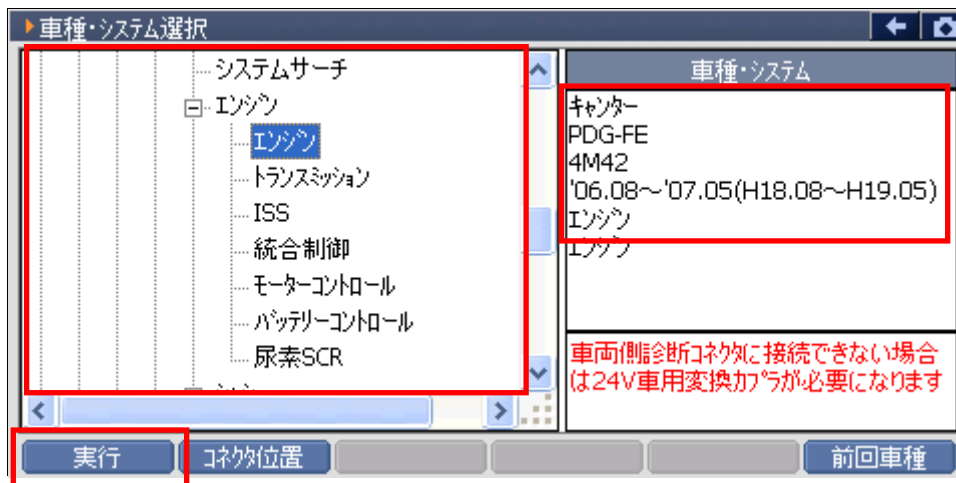 車種・システム選択
システムサーチ
エンジン
エンジン
トランスミッション
ISS
統合制御
モーターコントロール
バッテリーコントロール
尿素SCR
車種・システム
キャンター
PDG-FE
4M42
'06.08～'07.05(H18.08～H19.05)
エンジン
エンジン
車両側診断コネクタに接続できない場合
は24V車用変換カプラが必要になります
実行
コネクタ位置
前回車種